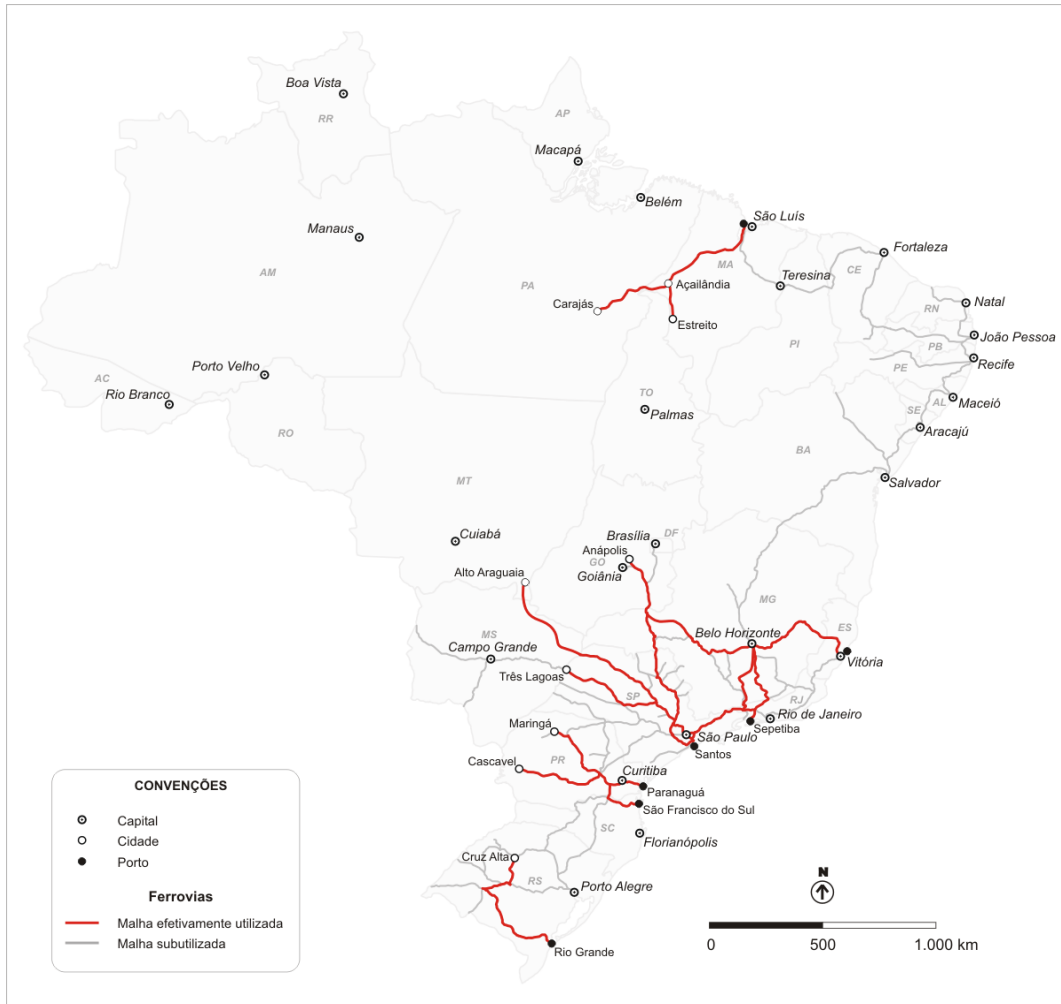 Boa Vista
RR
AP
Macapá
Belém
São Luís
Manaus
Fortaleza
AM
PA
MA
Açailândia
Teresina
CE
Carajás
Estreito
RN
Natal
João Pessoa
PI
PB
Recife
PE
Porto Velho
AC
Rio Branco
TO
Palmas
AL
Maceió
SE
Aracajú
RO
BA
MT
Salvador
Cuiabá
Brasília
DF
Anápolis
GO
Goiânia
Alto Araguaia
MG
MS
Campo Grande
Belo Horizonte
ES
Vitória
Três Lagoas
SP
RJ
Rio de Janeiro
Sepetiba
Maringá
São Paulo
Santos
Cascavel
PR
Curitiba
Paranaguá
São Francisco do Sul
SC
Florianópolis
Cruz Alta
RS
Porto Alegre
Rio Grande
CONVENÇÕES
Capital
Cidade
Porto
Ferrovias
Malha efetivamente utilizada
Malha subutilizada
N
0 500 1.000 km